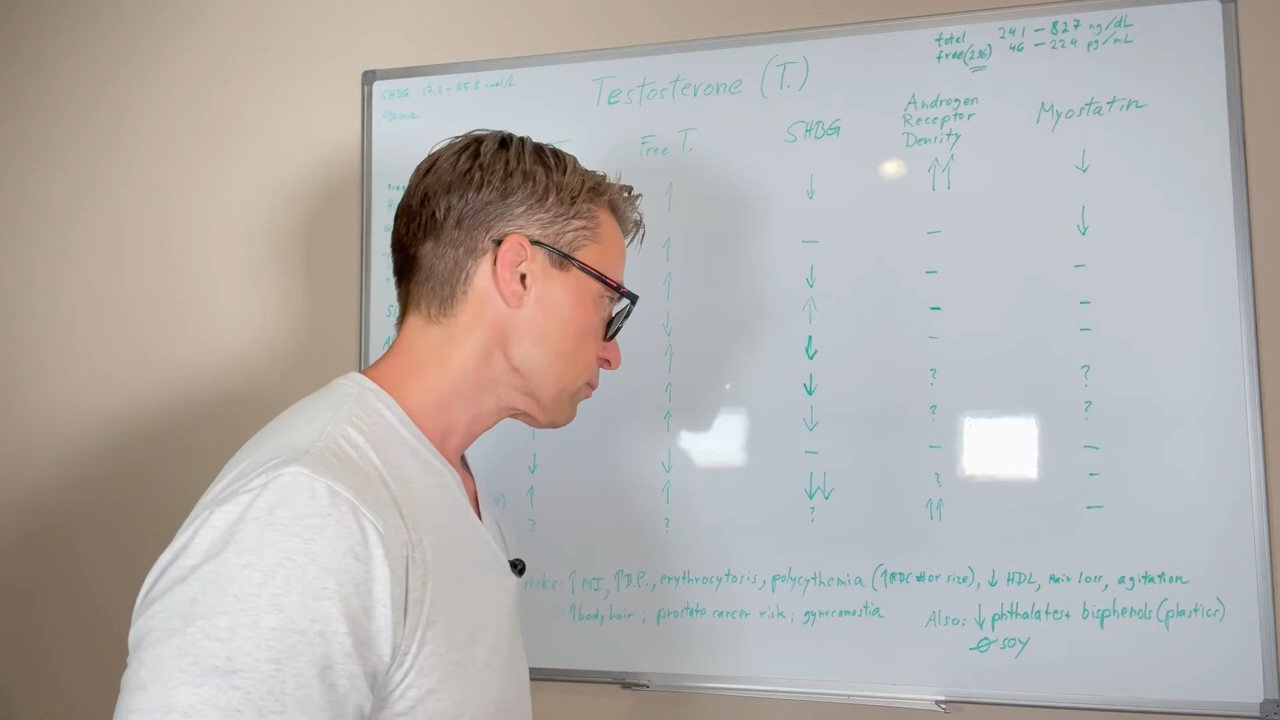 total 241 – 827 ng/dL
free(2%) 46 – 224 pg/mL
SHBG 17.3 – 65.8 nmol/L
Testosterone (T.)
Free T.
SHBG
Androgen
Receptor
Density
Myostatin
↑ ↓ ↑↑ ↓
↑ – – ↓
↑ ↓ – –
↓ ↑ – –
↑ ↓ – –
↑ ↓ ? ?
↑ ↓ ? ?
↓ ↓ – – –
↑ ↑ ↓↓ ? –
? ? ? ↑↑ –
risks: ↑MI, ↑B.P., erythrocytosis, polycythemia (↑RBC # or size), ↓ HDL, Hair loss, agitation
↑body hair ; prostate cancer risk ; gynecomastia
Also: ↓ phthalates + bisphenols (plastics)
soy